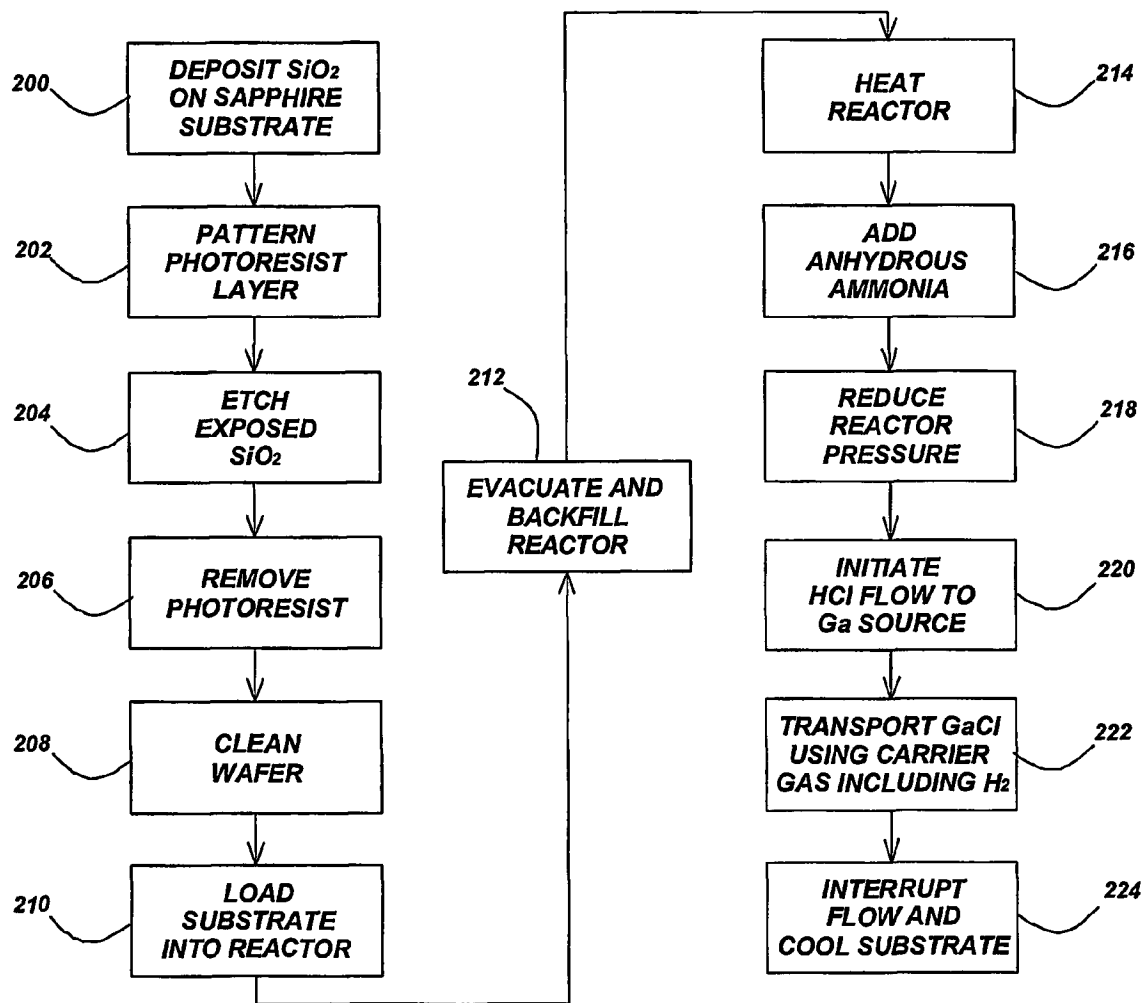 200
DEPOSIT SiO₂
ON SAPPHIRE
SUBSTRATE
202
PATTERN
PHOTORESIST
LAYER
204
ETCH
EXPOSED
SiO₂
206
REMOVE
PHOTORESIST
208
CLEAN
WAFER
210
LOAD
SUBSTRATE
INTO REACTOR
212
EVACUATE AND
BACKFILL
REACTOR
HEAT
REACTOR
214
ADD
ANHYDROUS
AMMONIA
216
REDUCE
REACTOR
PRESSURE
218
INITIATE
HCl FLOW TO
Ga SOURCE
220
TRANSPORT GaCl
USING CARRIER
GAS INCLUDING H₂
222
INTERRUPT
FLOW AND
COOL SUBSTRATE
224